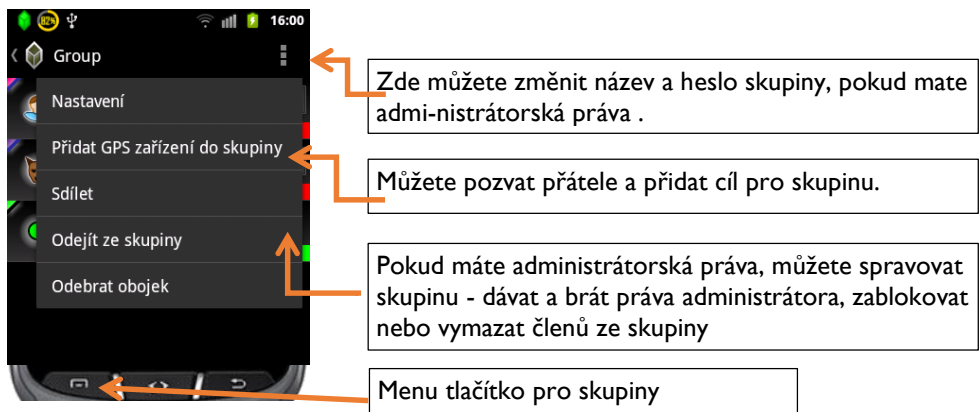 82% 16:00
Group
Nastavení
Přidat GPS zařízení do skupiny
Sdílet
Odejít ze skupiny
Odebrat obojek
Zde můžete změnit název a heslo skupiny, pokud mate
admi-nistrátorská práva .
Můžete pozvat přátele a přidat cíl pro skupinu.
Pokud máte administrátorská práva, můžete spravovat
skupinu - dávat a brát práva administrátora, zablokovat
nebo vymazat členů ze skupiny
Menu tlačítko pro skupiny